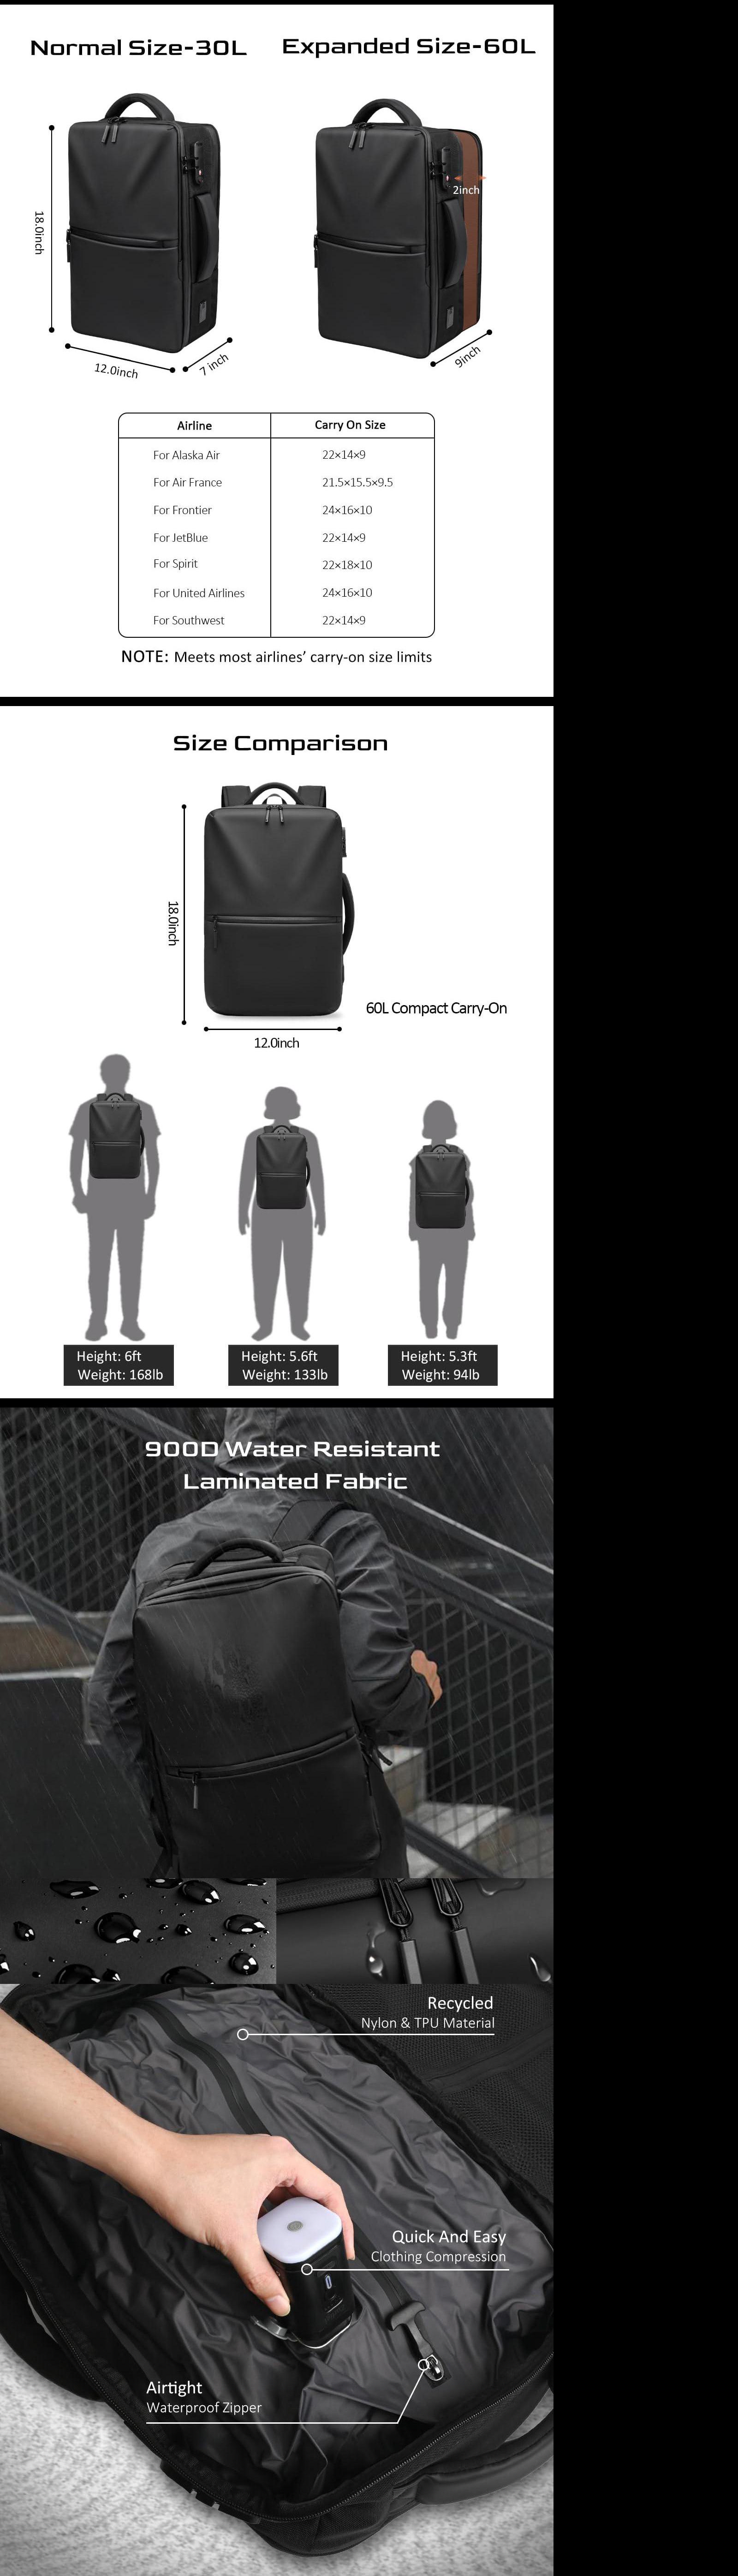 Normal Size-30L
Expanded Size-60L
2inch
18.0inch
12.0inch
7 inch
9inch
Airline
Carry On Size
For Alaska Air
22×14×9
For Air France
21.5×15.5×9.5
For Frontier
24×16×10
For JetBlue
22×14×9
For Spirit
22×18×10
For United Airlines
24×16×10
For Southwest
22×14×9
NOTE: Meets most airlines’ carry-on size limits
Size Comparison
18.0inch
60L Compact Carry-On
12.0inch
Height: 6ft
Weight: 168lb
Height: 5.6ft
Weight: 133lb
Height: 5.3ft
Weight: 94lb
900D Water Resistant
Laminated Fabric
Recycled
Nylon & TPU Material
Quick And Easy
Clothing Compression
Airtight
Waterproof Zipper